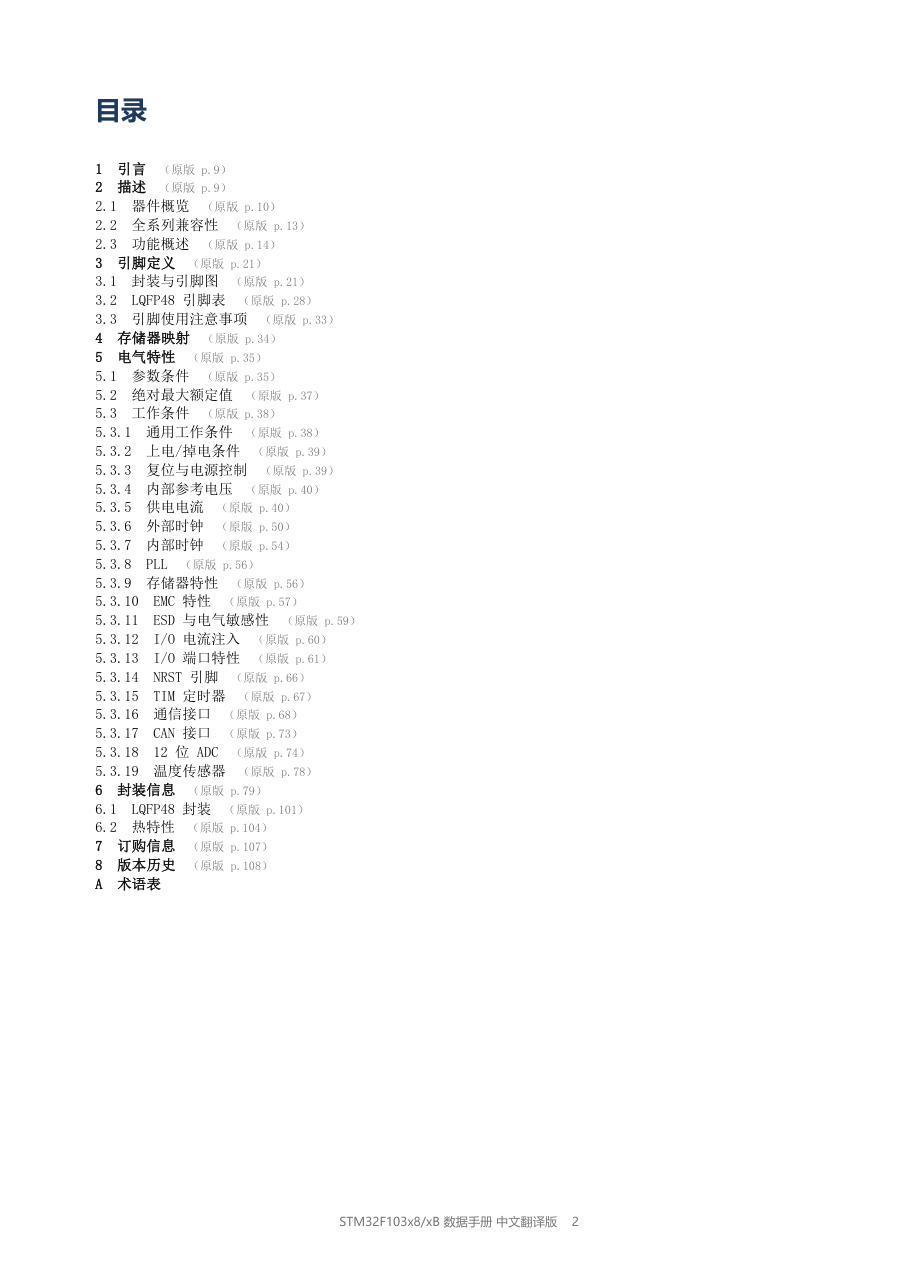 目录
1 引言 （原版 p.9）
2 描述 （原版 p.9）
2.1 器件概览 （原版 p.10）
2.2 全系列兼容性 （原版 p.13）
2.3 功能概述 （原版 p.14）
3 引脚定义 （原版 p.21）
3.1 封装与引脚图 （原版 p.21）
3.2 LQFP48 引脚表 （原版 p.28）
3.3 引脚使用注意事项 （原版 p.33）
4 存储器映射 （原版 p.34）
5 电气特性 （原版 p.35）
5.1 参数条件 （原版 p.35）
5.2 绝对最大额定值 （原版 p.37）
5.3 工作条件 （原版 p.38）
5.3.1 通用工作条件 （原版 p.38）
5.3.2 上电/掉电条件 （原版 p.39）
5.3.3 复位与电源控制 （原版 p.39）
5.3.4 内部参考电压 （原版 p.40）
5.3.5 供电电流 （原版 p.40）
5.3.6 外部时钟 （原版 p.50）
5.3.7 内部时钟 （原版 p.54）
5.3.8 PLL （原版 p.56）
5.3.9 存储器特性 （原版 p.56）
5.3.10 EMC 特性 （原版 p.57）
5.3.11 ESD 与电气敏感性 （原版 p.59）
5.3.12 I/O 电流注入 （原版 p.60）
5.3.13 I/O 端口特性 （原版 p.61）
5.3.14 NRST 引脚 （原版 p.66）
5.3.15 TIM 定时器 （原版 p.67）
5.3.16 通信接口 （原版 p.68）
5.3.17 CAN 接口 （原版 p.73）
5.3.18 12 位 ADC （原版 p.74）
5.3.19 温度传感器 （原版 p.78）
6 封装信息 （原版 p.79）
6.1 LQFP48 封装 （原版 p.101）
6.2 热特性 （原版 p.104）
7 订购信息 （原版 p.107）
8 版本历史 （原版 p.108）
A 术语表
STM32F103x8/xB 数据手册 中文翻译版 2